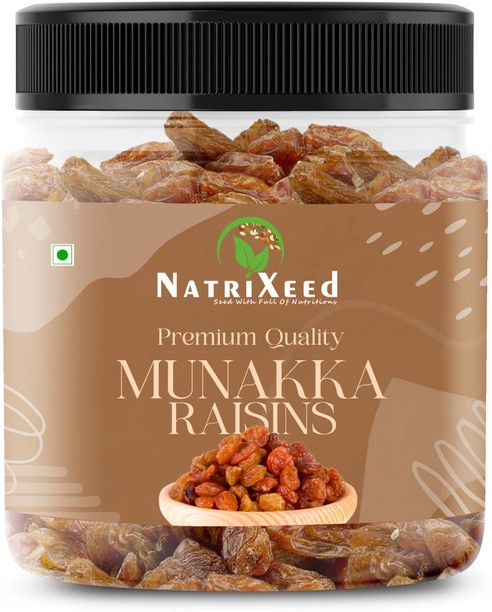 NATRIXEED
Seed With Full Of Nutritions
Premium Quality
MUNAKKA
RAISINS